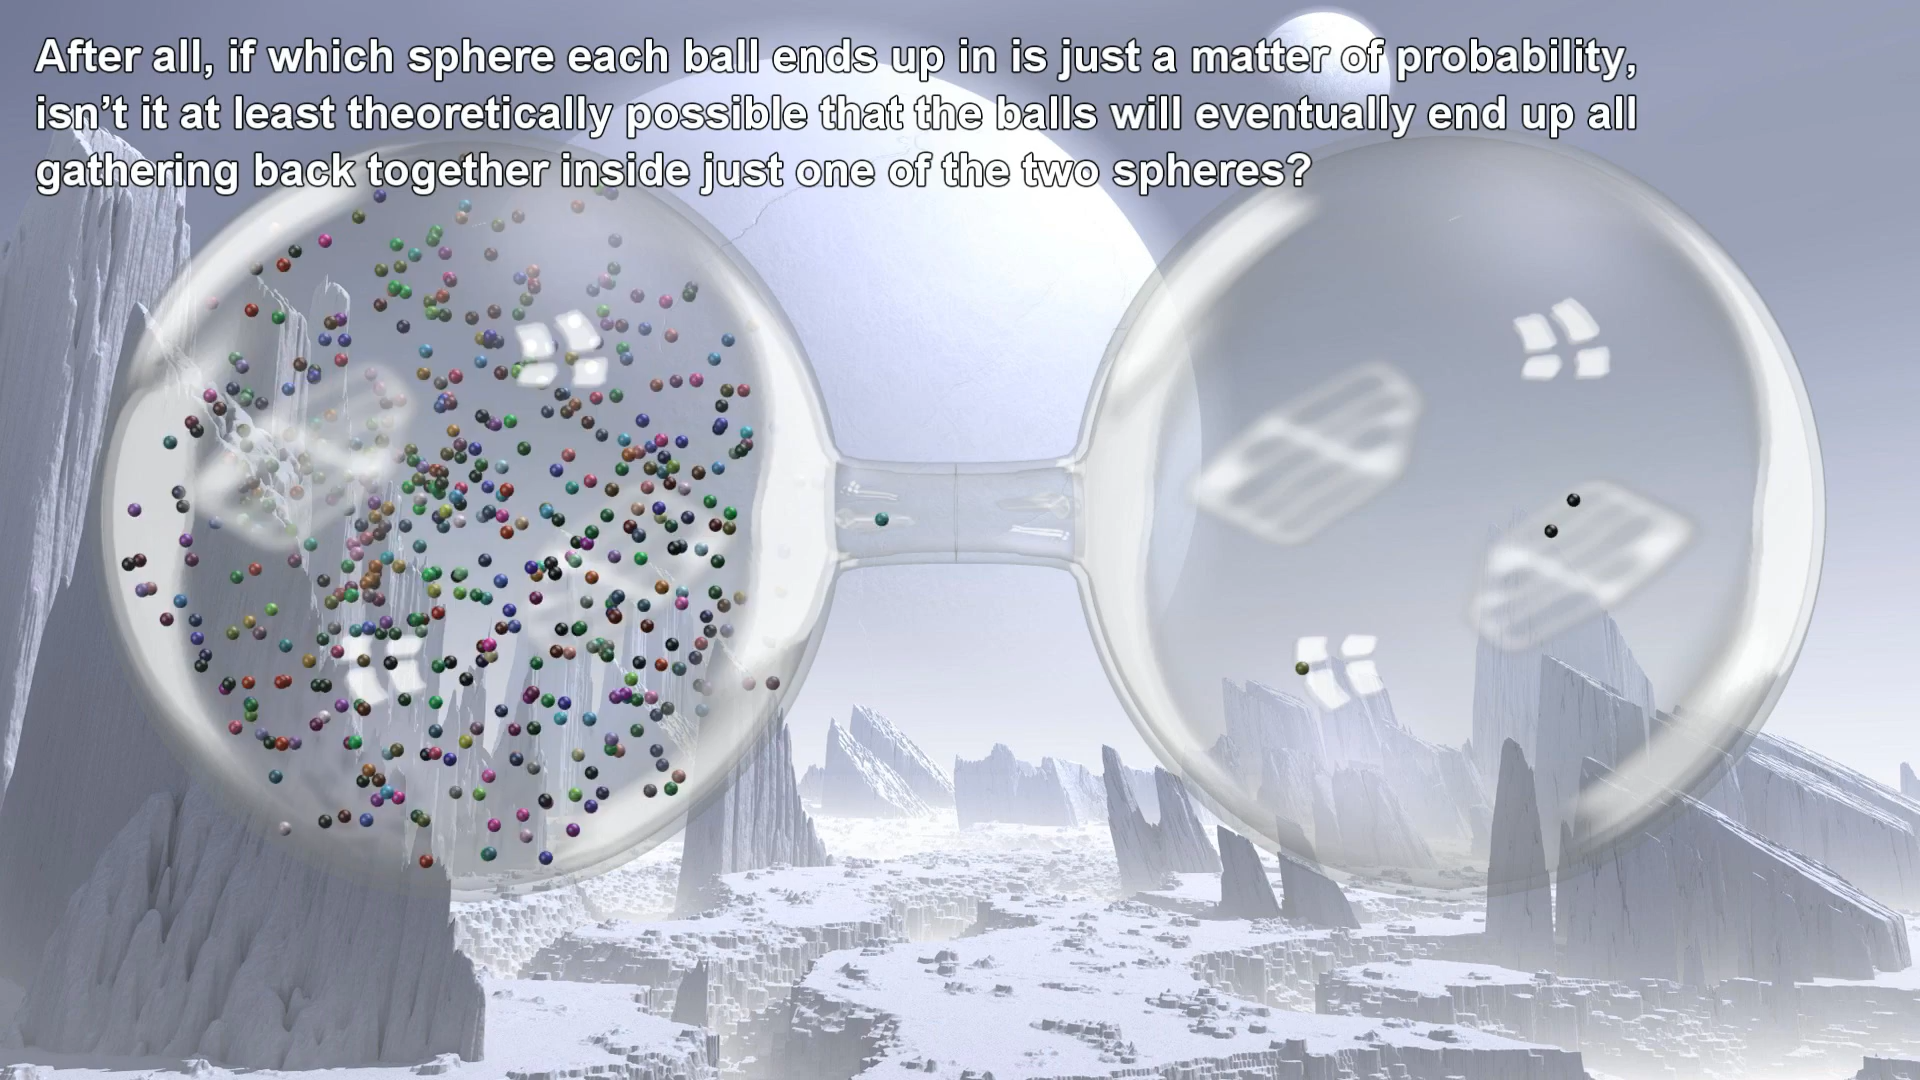 After all, if which sphere each ball ends up in is just a matter of probability,
isn’t it at least theoretically possible that the balls will eventually end up all
gathering back together inside just one of the two spheres?